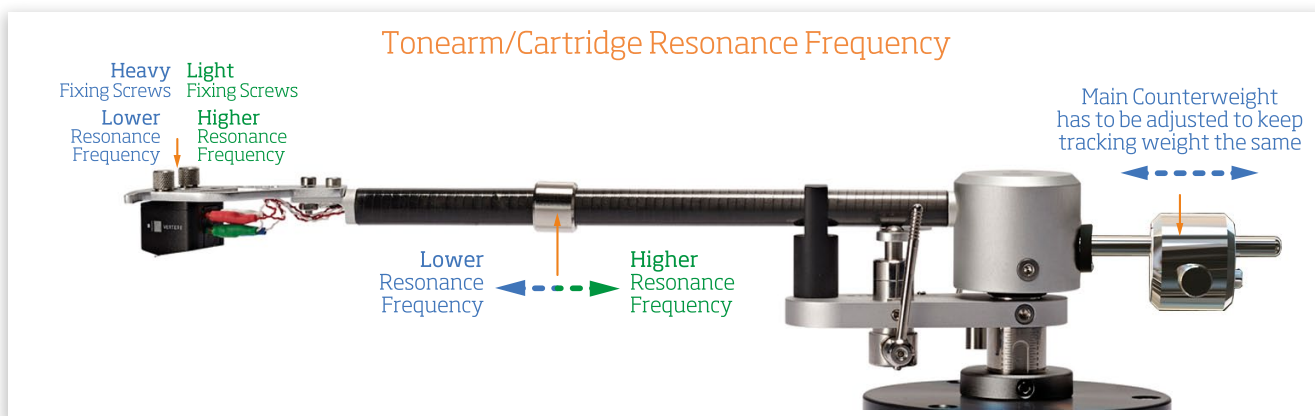 Tonearm/Cartridge Resonance Frequency
Heavy
Fixing Screws
Lower
Resonance
Frequency
Light
Fixing Screws
Higher
Resonance
Frequency
Main Counterweight
has to be adjusted to keep
tracking weight the same
VERTERE
Lower
Resonance
Frequency
Higher
Resonance
Frequency